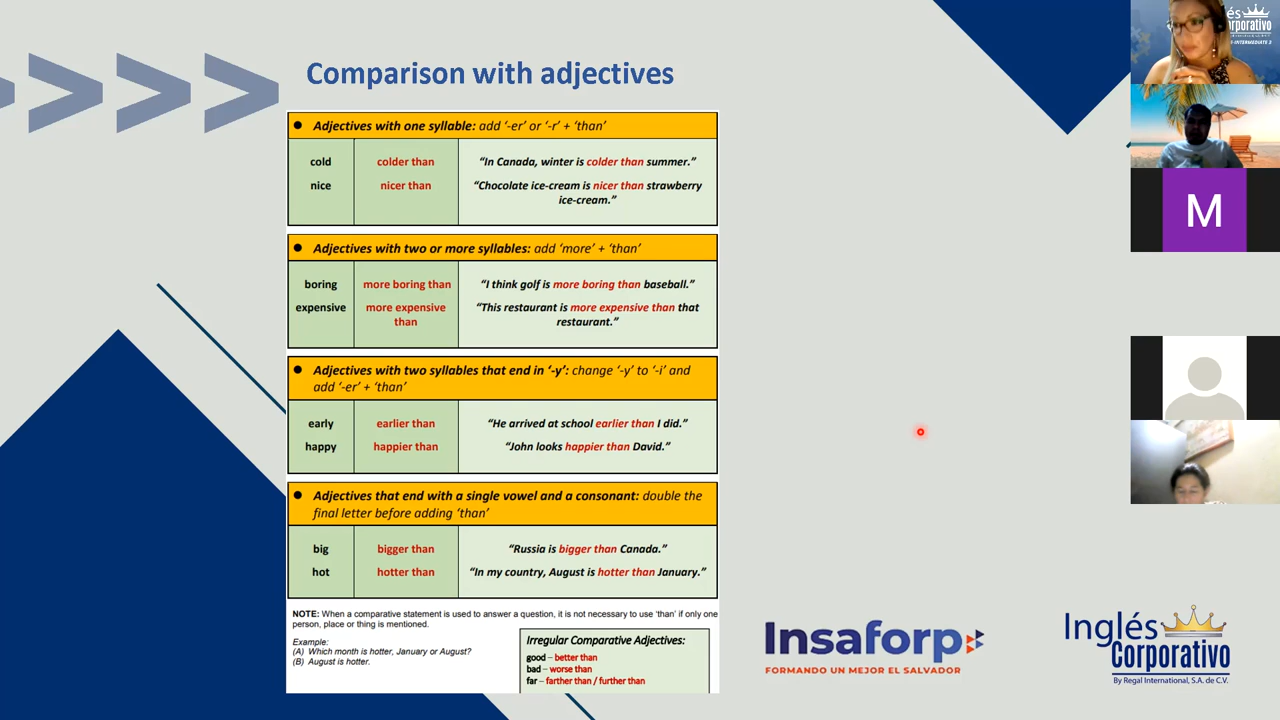 Comparison with adjectives
● Adjectives with one syllable: add ‘-er’ or ‘-r’ + ‘than’
cold colder than “In Canada, winter is colder than summer.”
nice nicer than “Chocolate ice-cream is nicer than strawberry
ice-cream.”
● Adjectives with two or more syllables: add ‘more’ + ‘than’
boring more boring than “I think golf is more boring than baseball.”
expensive more expensive “This restaurant is more expensive than that
than restaurant.”
● Adjectives with two syllables that end in ‘-y’: change ‘-y’ to ‘-i’ and
add ‘-er’ + ‘than’
early earlier than “He arrived at school earlier than I did.”
happy happier than “John looks happier than David.”
● Adjectives that end with a single vowel and a consonant: double the
final letter before adding ‘than’
big bigger than “Russia is bigger than Canada.”
hot hotter than “In my country, August is hotter than January.”
NOTE: When a comparative statement is used to answer a question, it is not necessary to use ‘than’ if only one
person, place or thing is mentioned.
Example:
(A) Which month is hotter, January or August?
(B) August is hotter.
Irregular Comparative Adjectives:
good – better than
bad – worse than
far – farther than / further than
Insaforp
FORMANDO UN MEJOR EL SALVADOR
Inglés
Corporativo
By Regal International, S.A. de C.V.
M